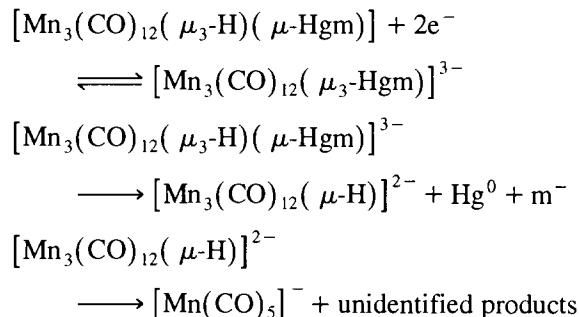 [Mn₃(CO)₁₂( μ₃-H)( μ-Hgm)] + 2e⁻
⇌ [Mn₃(CO)₁₂( μ₃-Hgm)]³⁻
[Mn₃(CO)₁₂( μ₃-H)( μ-Hgm)]³⁻
⟶ [Mn₃(CO)₁₂( μ-H)]²⁻ + Hg⁰ + m⁻
[Mn₃(CO)₁₂( μ-H)]²⁻
⟶ [Mn(CO)₅]⁻ + unidentified products